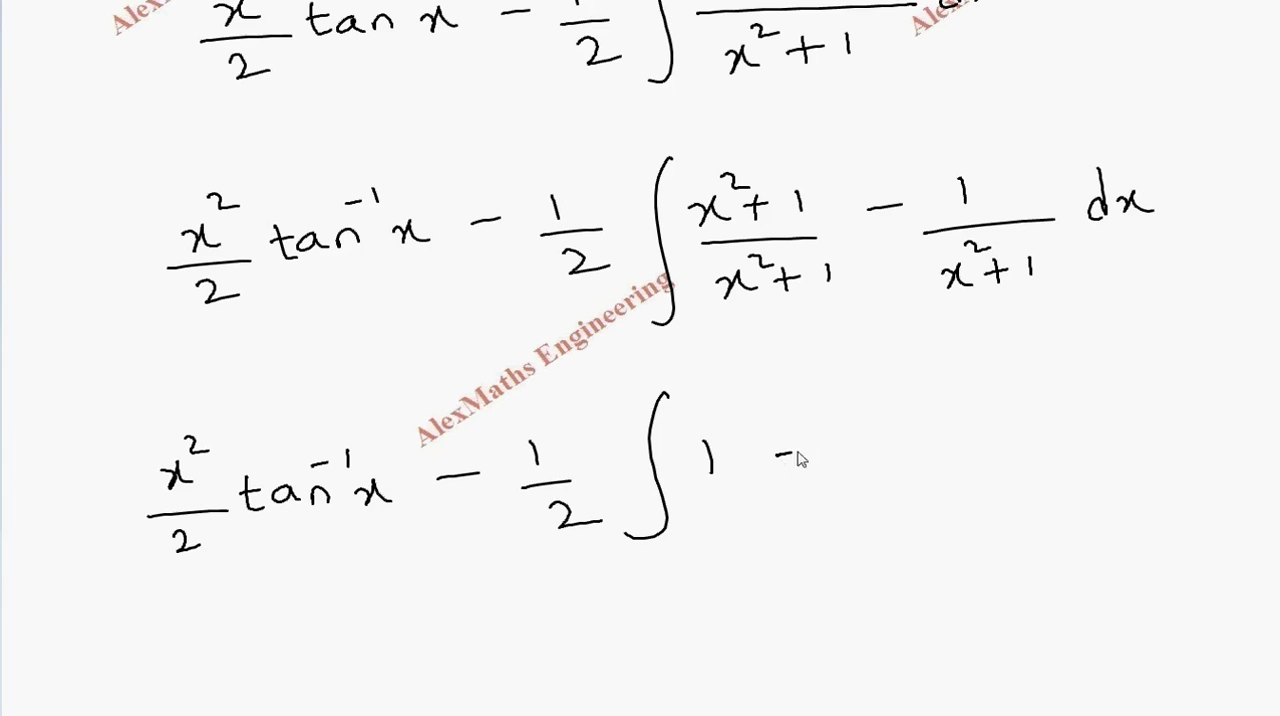 x/2 tan x - 1/2 ∫ ―/x²+1
x²/2 tan⁻¹x - 1/2 ∫ x²+1/x²+1 - 1/x²+1 dx
AlexMaths Engineering
x²/2 tan⁻¹x - 1/2 ∫ 1 -